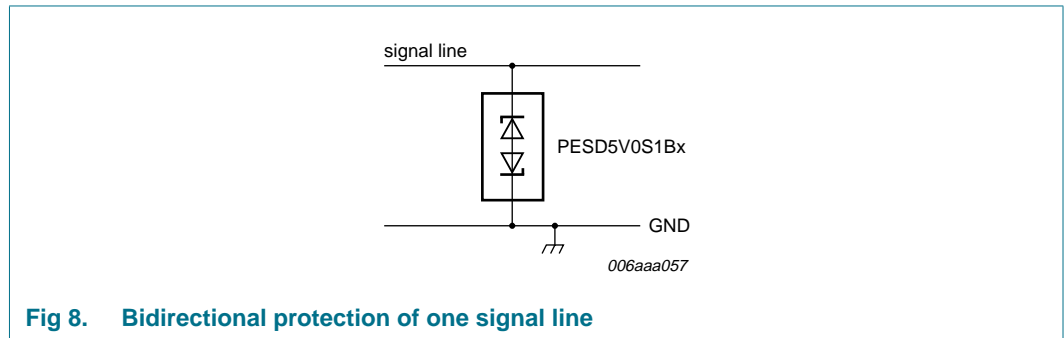 signal line
PESD5V0S1Bx
GND
006aaa057
Fig 8. Bidirectional protection of one signal line